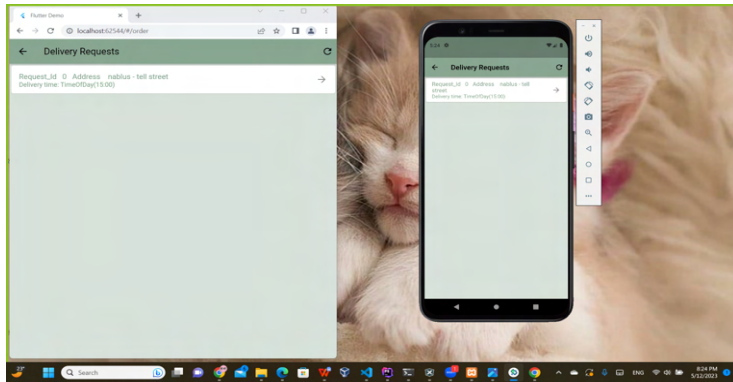 Flutter Demo
localhost:62544/#/order
Delivery Requests
Request_Id 0 Address nablus - tell street
Delivery time: TimeOfDay(15:00)
3:24
Delivery Requests
Request_Id 0 Address nablus - tell
street
Delivery time: TimeOfDay(15:00)
Search
ENG
8:24 PM
5/12/2023